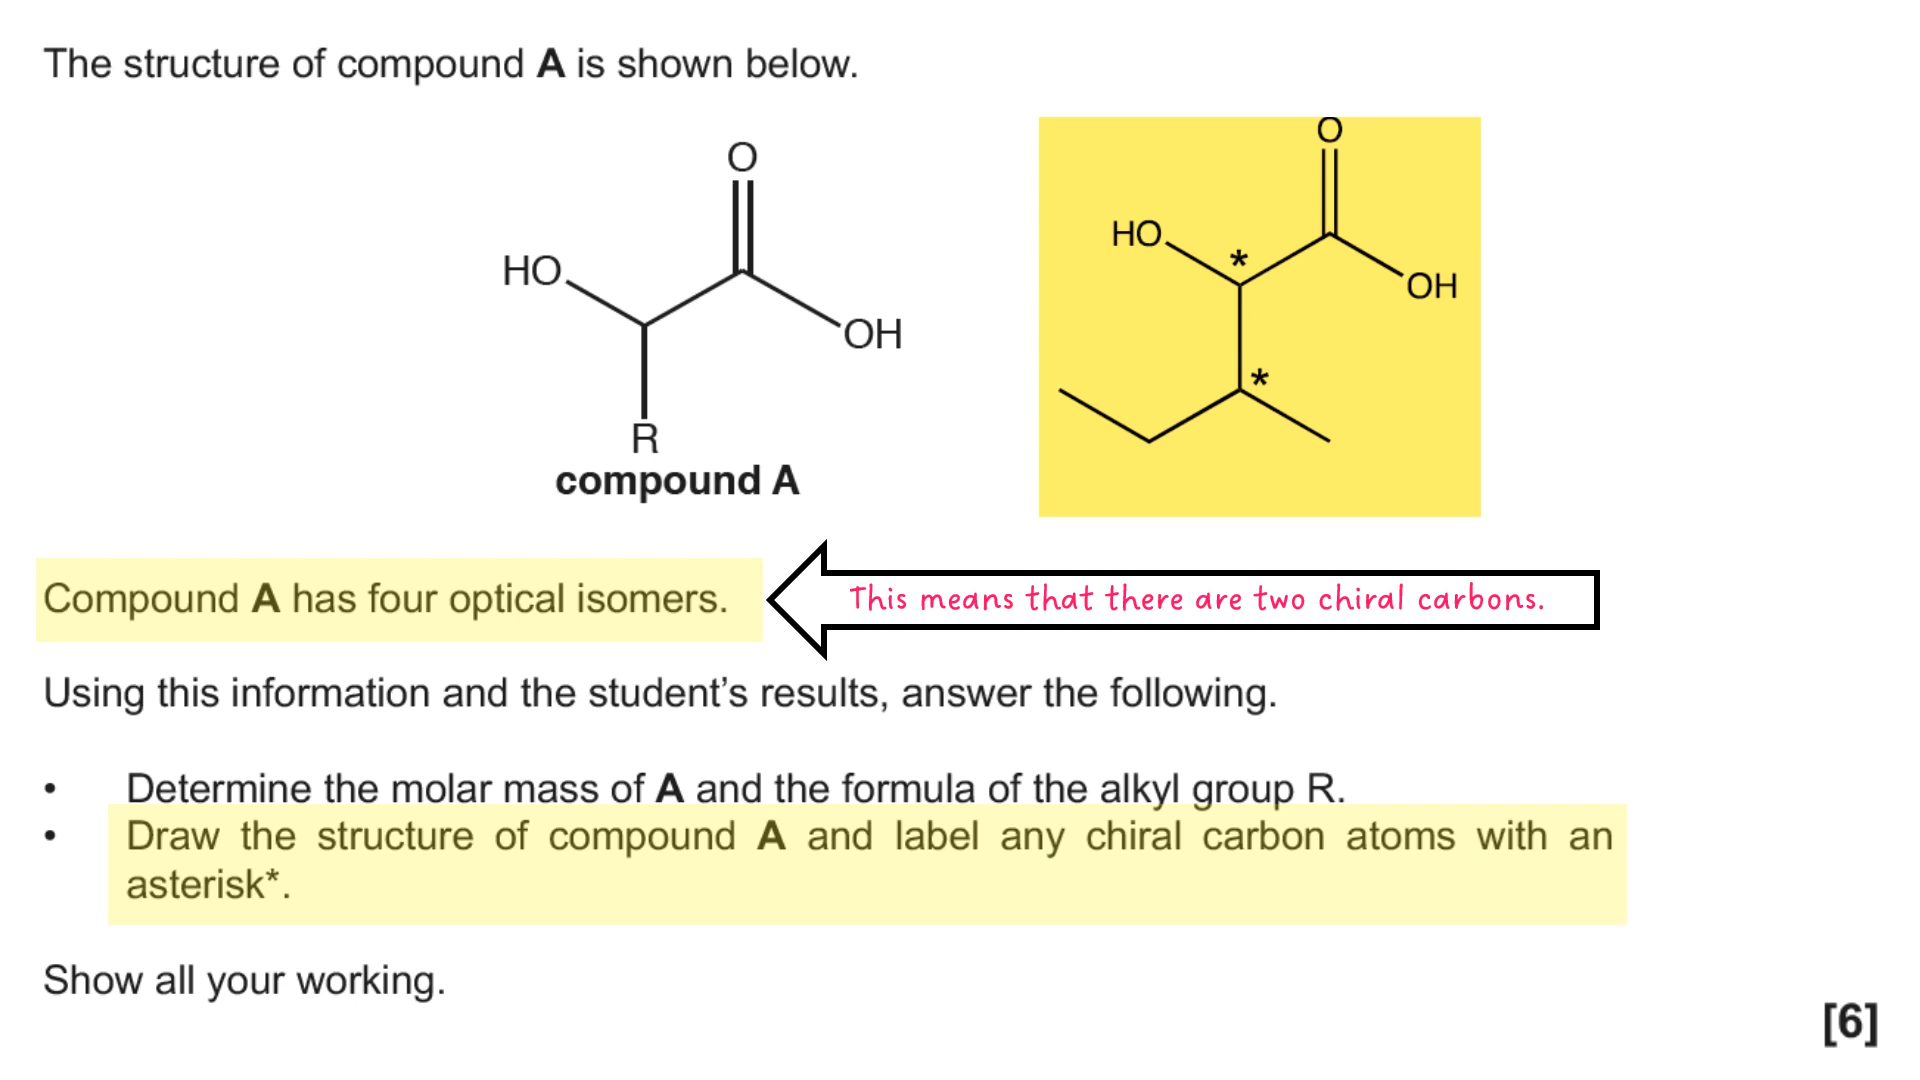 The structure of compound A is shown below.
O
HO
OH
R
compound A
O
HO
*
OH
*
Compound A has four optical isomers.
This means that there are two chiral carbons.
Using this information and the student’s results, answer the following.
• Determine the molar mass of A and the formula of the alkyl group R.
• Draw the structure of compound A and label any chiral carbon atoms with an
asterisk*.
Show all your working.
[6]